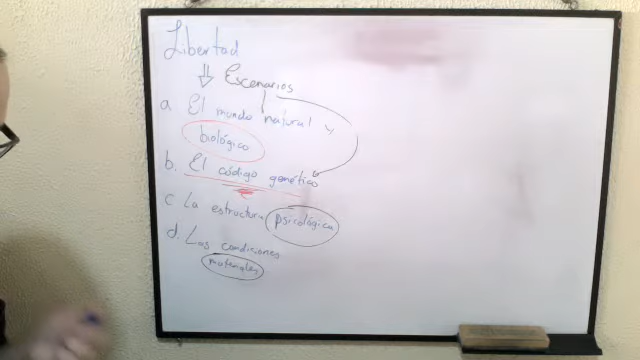 Libertad
Escenarios
a. El mundo natural y
biológico
b. El código genético
c La estructura psicológica
d. Las condiciones
materiales